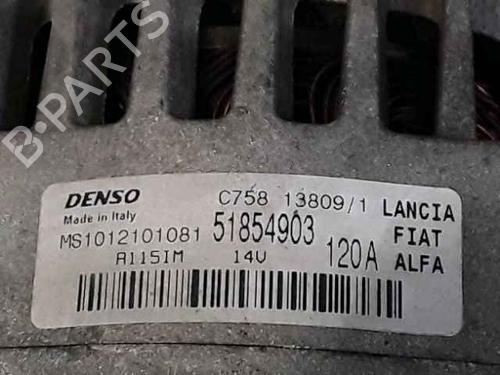 B-PARTS
DENSO C758 13809/1 LANCIA
Made in Italy 51854903 FIAT
MS1012101081 120A ALFA
A115IM 14V